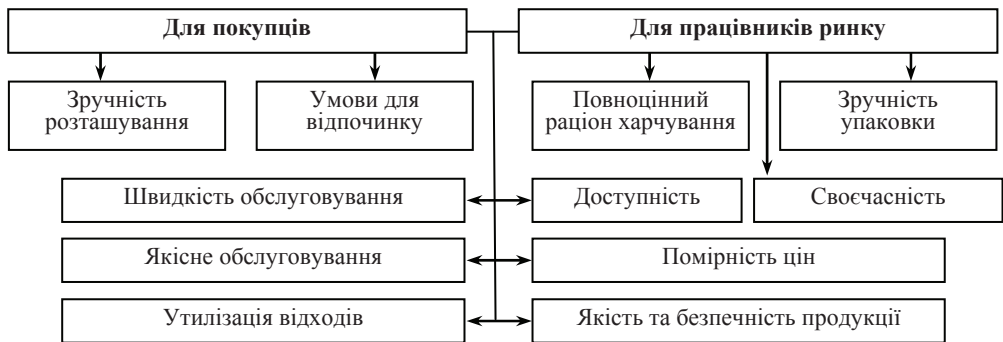 Для покупців
Для працівників ринку
Зручність
розташування
Умови для
відпочинку
Повноцінний
раціон харчування
Зручність
упаковки
Швидкість обслуговування
Доступність
Своєчасність
Якісне обслуговування
Помірність цін
Утилізація відходів
Якість та безпечність продукції